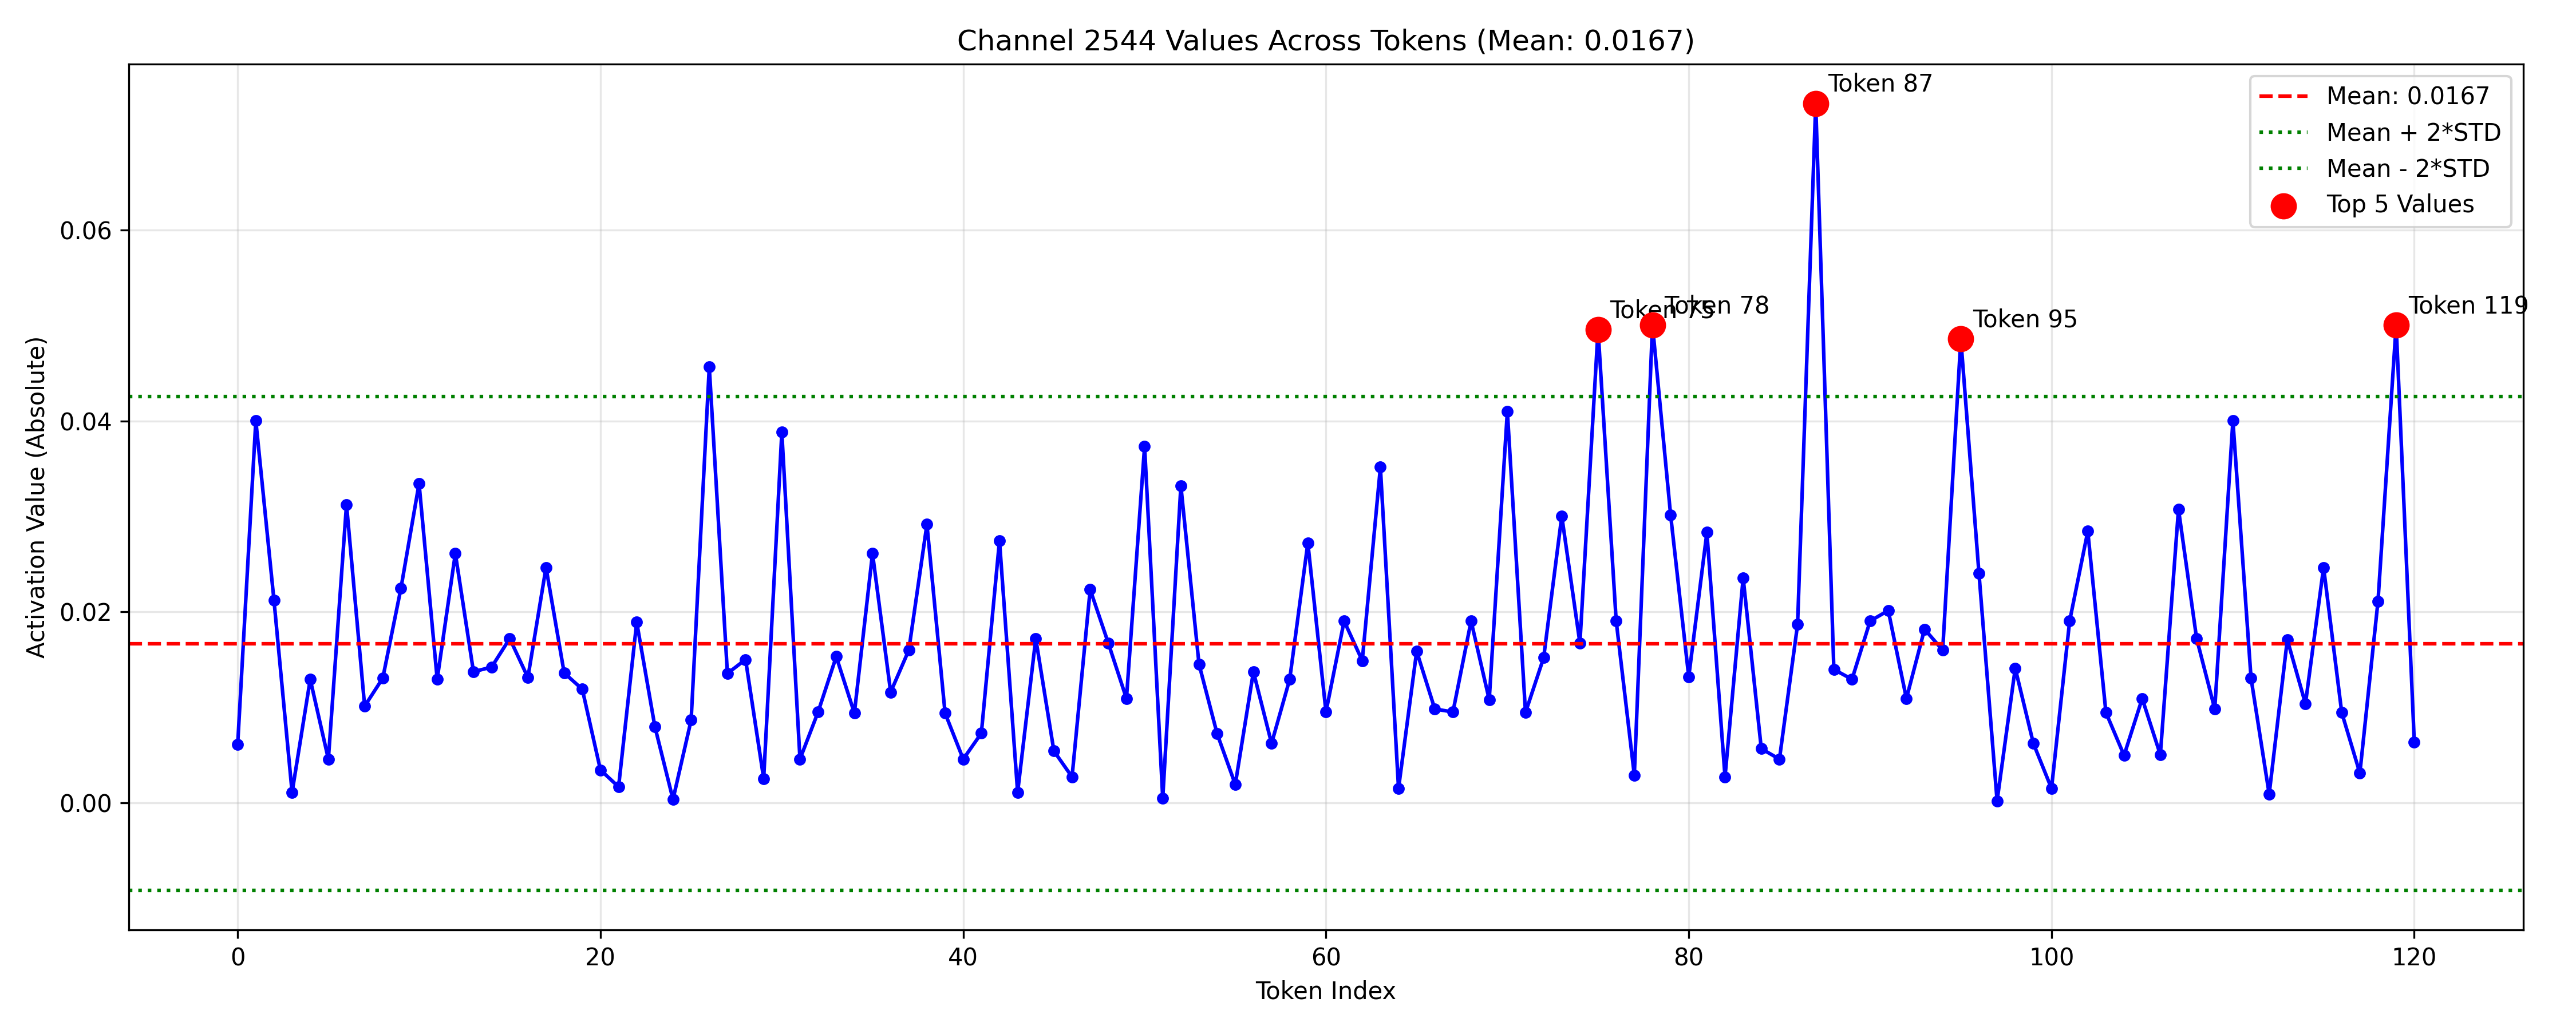 Channel 2544 Values Across Tokens (Mean: 0.0167)
Token 87
Token 75
Token 78
Token 95
Token 119
Mean: 0.0167
Mean + 2*STD
Mean - 2*STD
Top 5 Values
Activation Value (Absolute)
0.06
0.04
0.02
0.00
0
20
40
60
80
100
120
Token Index